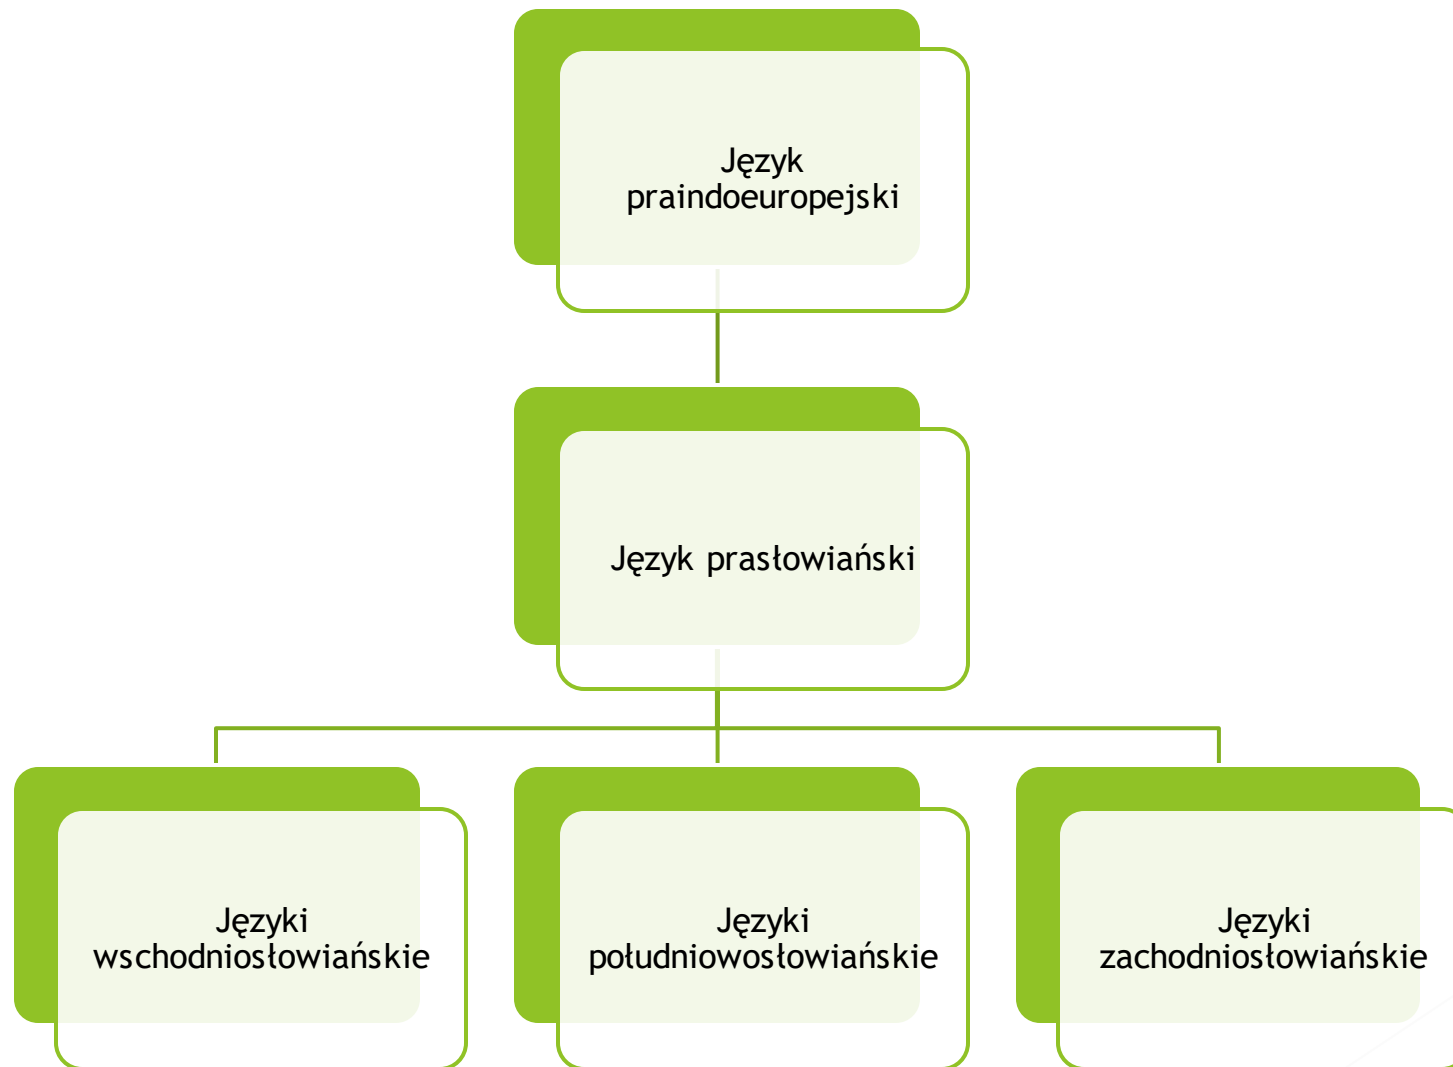 Język
praindoeuropejski
Język prasłowiański
Języki
wschodniosłowiańskie
Języki
południowosłowiańskie
Języki
zachodniosłowiańskie